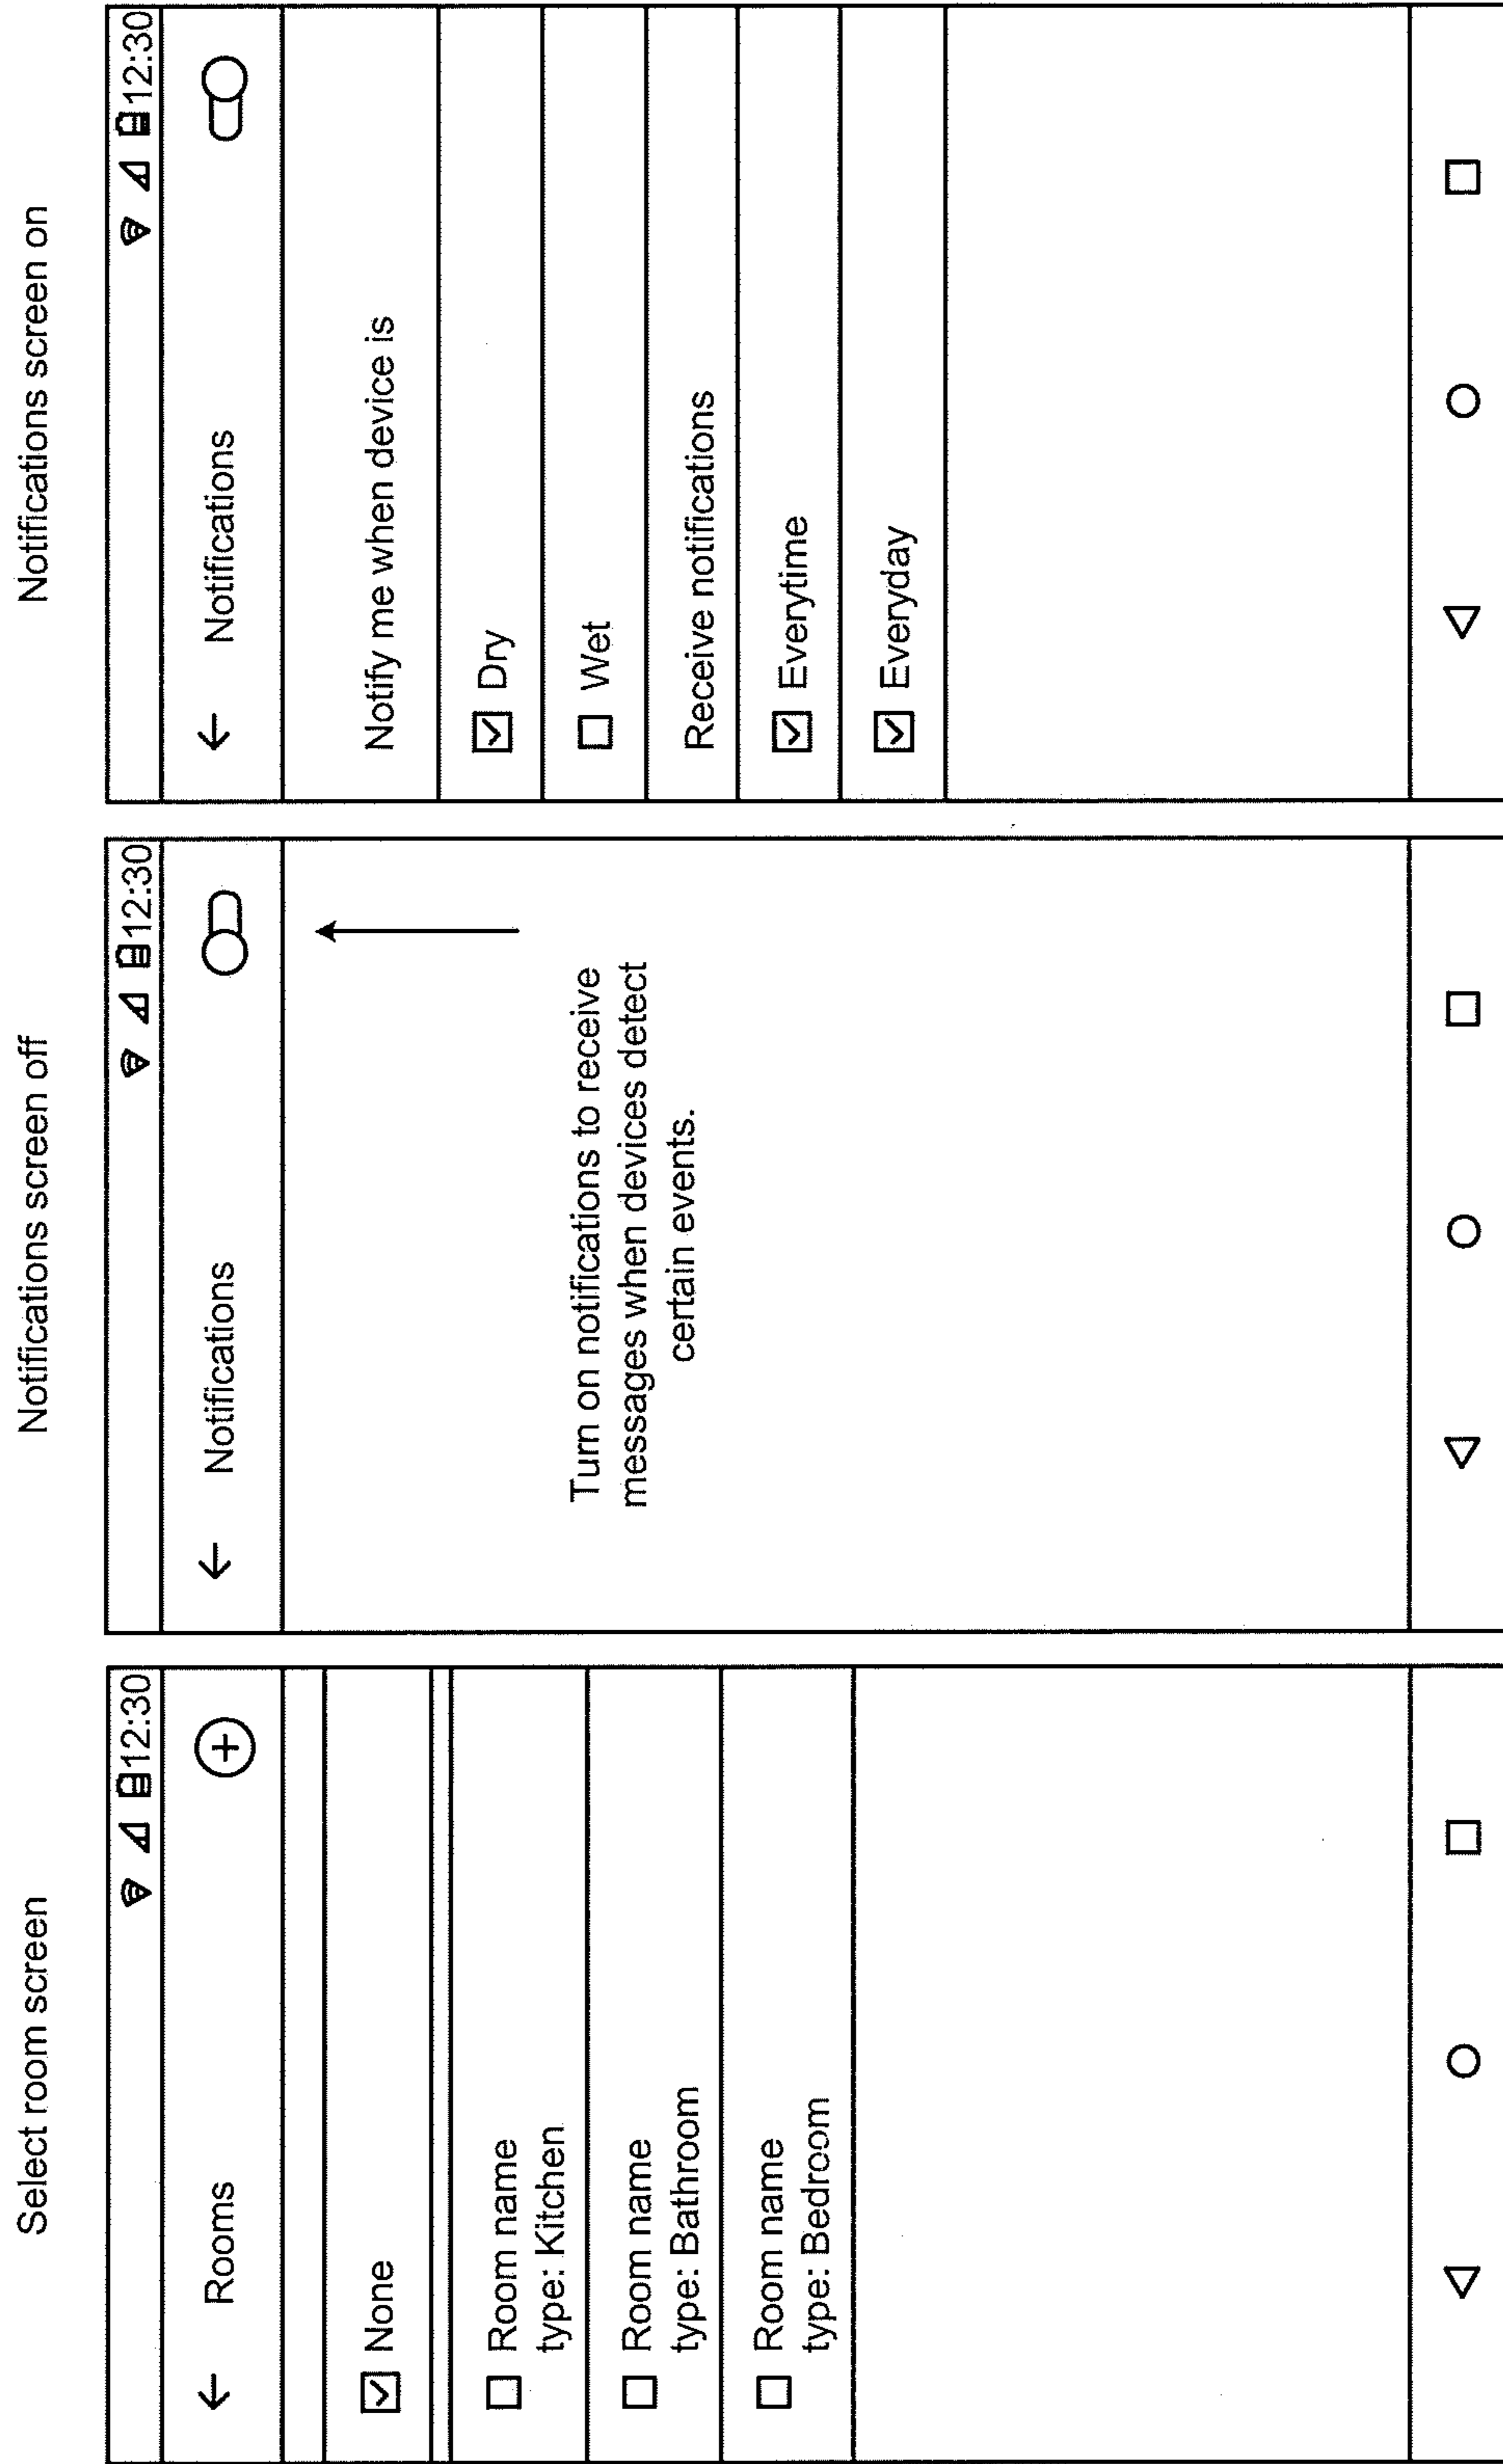 Select room screen
12:30
Rooms
None
Room name
type: Kitchen
Room name
type: Bathroom
Room name
type: Bedroom
Notifications screen off
12:30
Notifications
Turn on notifications to receive
messages when devices detect
certain events.
Notifications screen on
12:30
Notifications
Notify me when device is
Dry
Wet
Receive notifications
Everytime
Everyday